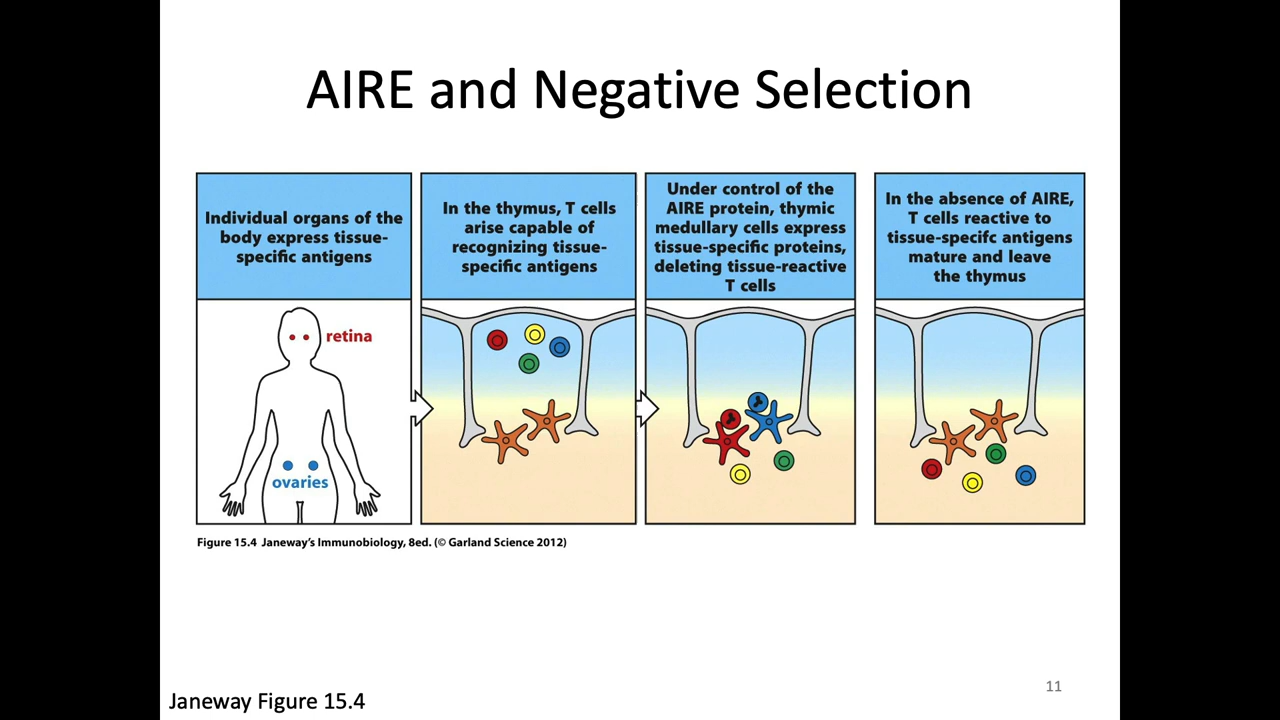 AIRE and Negative Selection
Individual organs of the
body express tissue-
specific antigens
In the thymus, T cells
arise capable of
recognizing tissue-
specific antigens
Under control of the
AIRE protein, thymic
medullary cells express
tissue-specific proteins,
deleting tissue-reactive
T cells
In the absence of AIRE,
T cells reactive to
tissue-specifc antigens
mature and leave
the thymus
retina
ovaries
Figure 15.4 Janeway's Immunobiology, 8ed. (© Garland Science 2012)
Janeway Figure 15.4
11